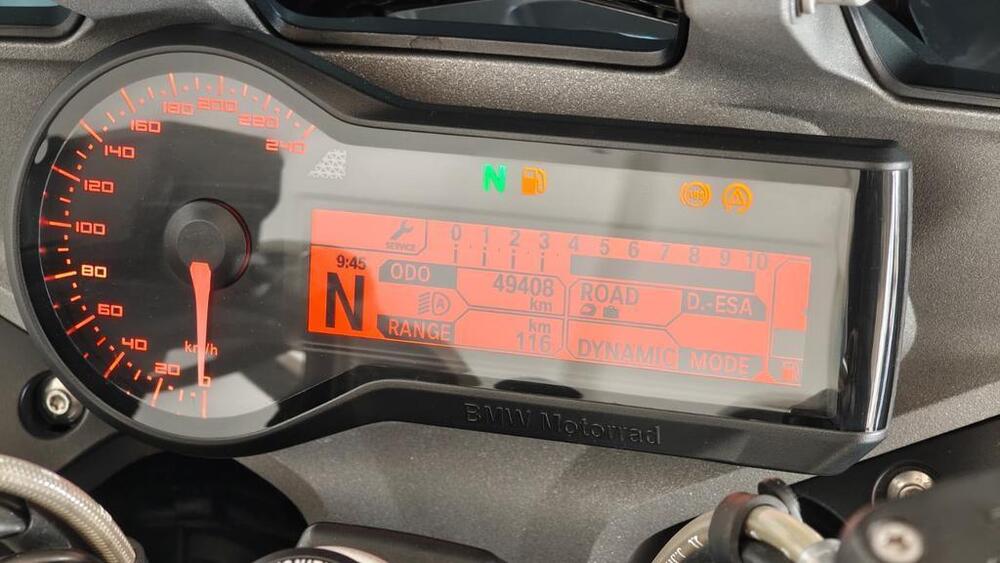 240
220
200
180
160
140
120
100
80
60
40
20
0
km/h
N
ABS
SERVICE
0 1 2 3 4 5 6 7 8 9 10
9:45
N
ODO
49408
km
A
RANGE
km
116
ROAD
D.-ESA
DYNAMIC MODE
BMW Motorrad